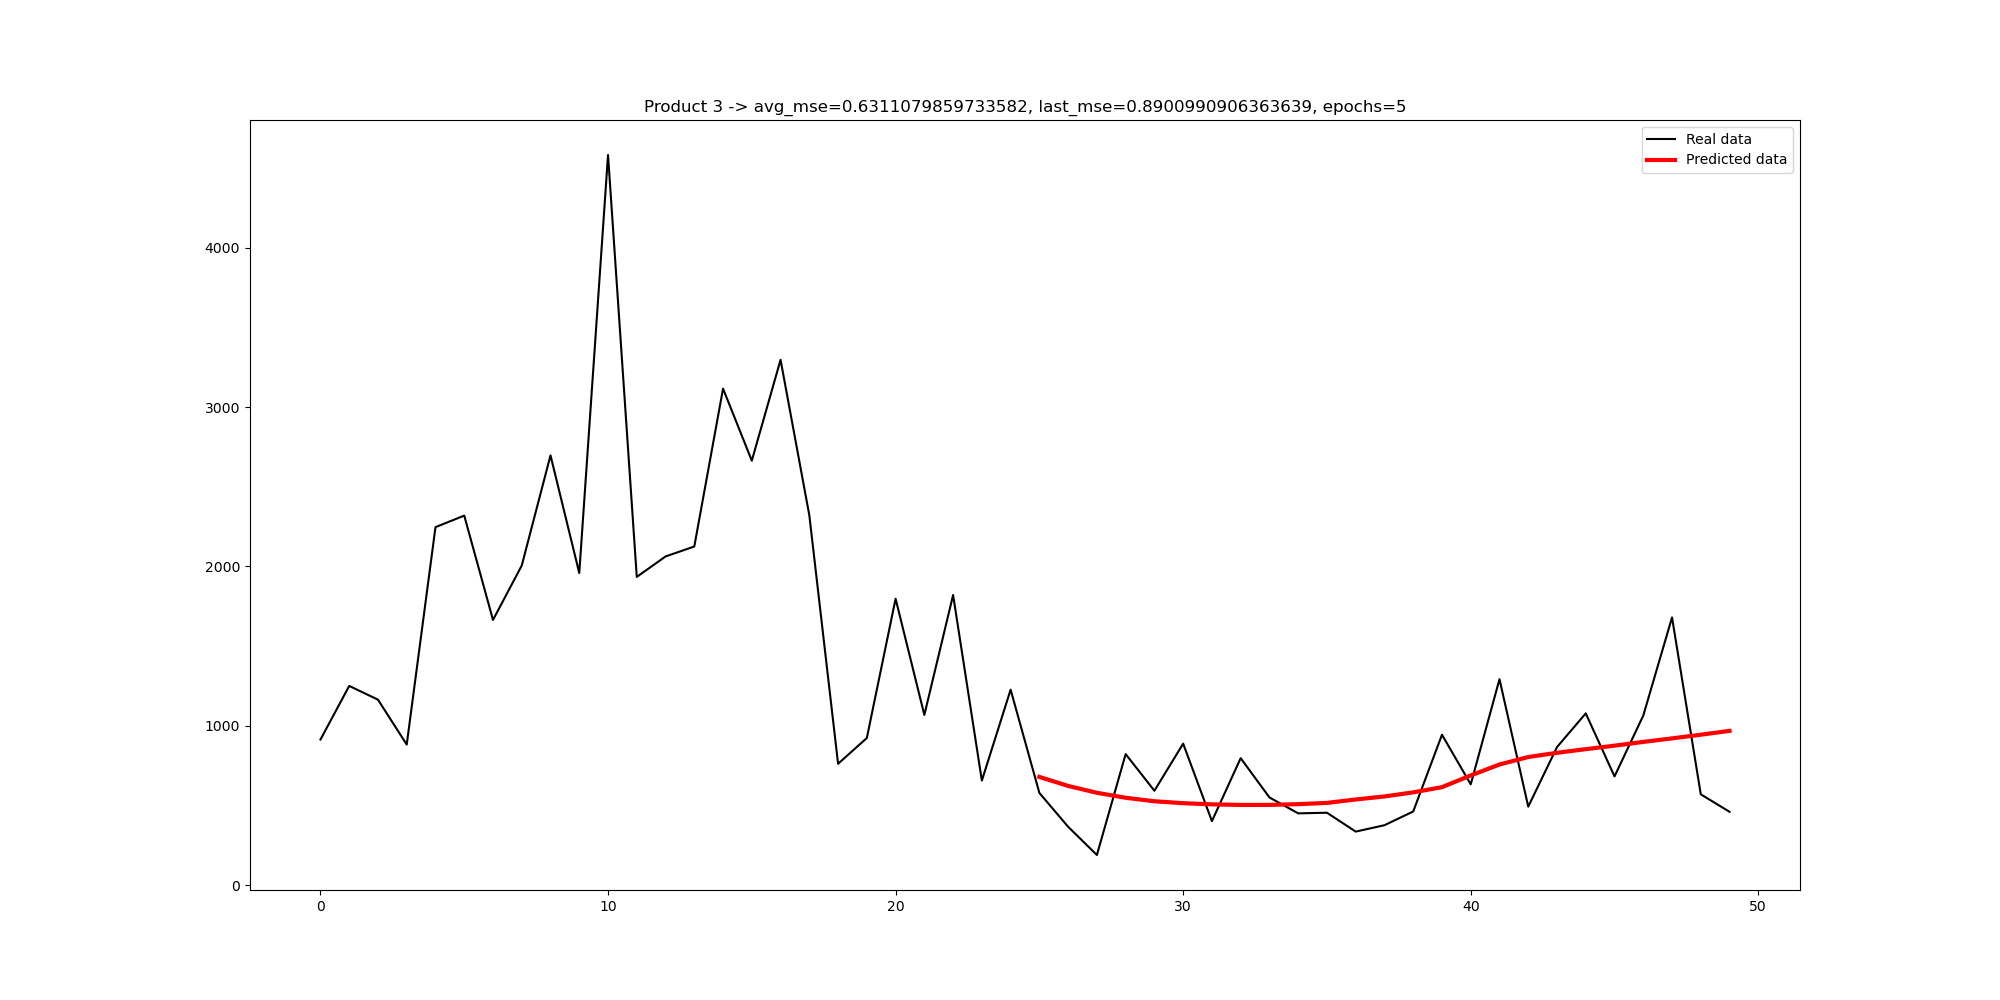 Product 3 -> avg_mse=0.6311079859733582, last_mse=0.8900990906363639, epochs=5
Real data
Predicted data
4000
3000
2000
1000
0
0 10 20 30 40 50